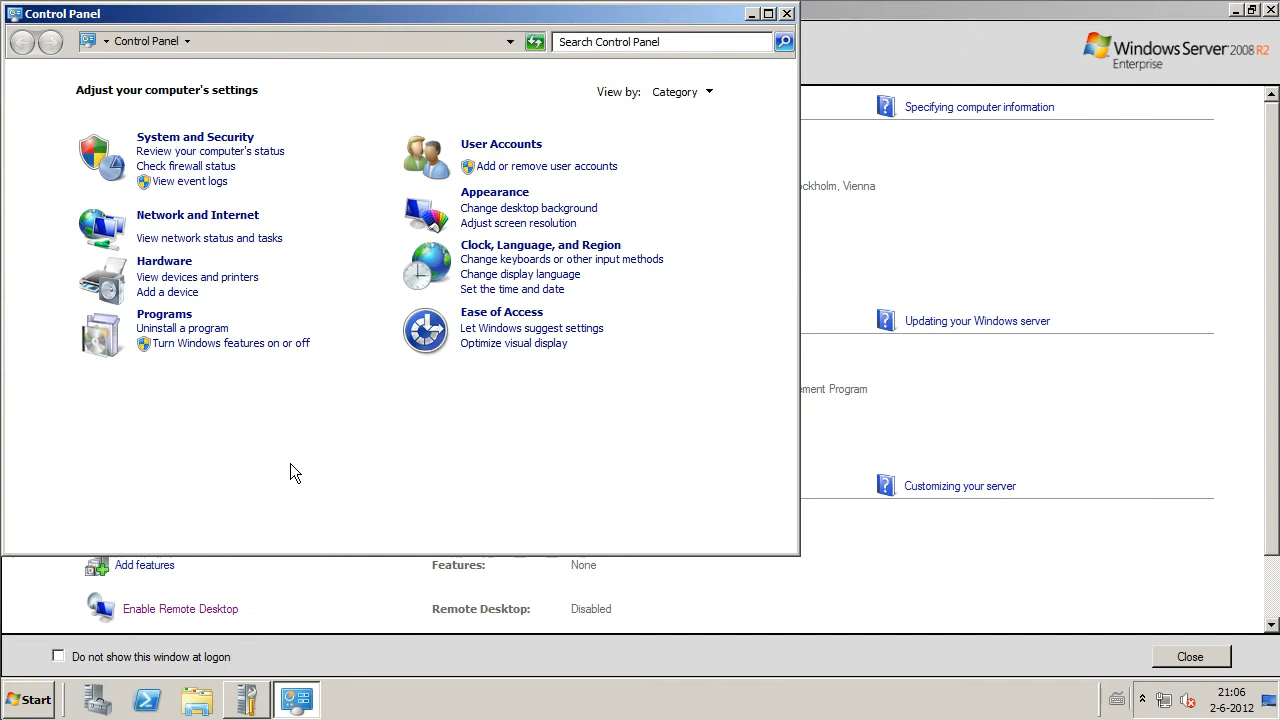 Control Panel
Control Panel
Search Control Panel
Windows Server 2008 R2
Enterprise
Adjust your computer's settings
View by:
Category
System and Security
Review your computer's status
Check firewall status
View event logs
Network and Internet
View network status and tasks
Hardware
View devices and printers
Add a device
Programs
Uninstall a program
Turn Windows features on or off
User Accounts
Add or remove user accounts
Appearance
Change desktop background
Adjust screen resolution
Clock, Language, and Region
Change keyboards or other input methods
Change display language
Set the time and date
Ease of Access
Let Windows suggest settings
Optimize visual display
Specifying computer information
ockholm, Vienna
Updating your Windows server
ement Program
Customizing your server
Add features
Features:
None
Enable Remote Desktop
Remote Desktop:
Disabled
Do not show this window at logon
Close
Start
21:06
2-6-2012